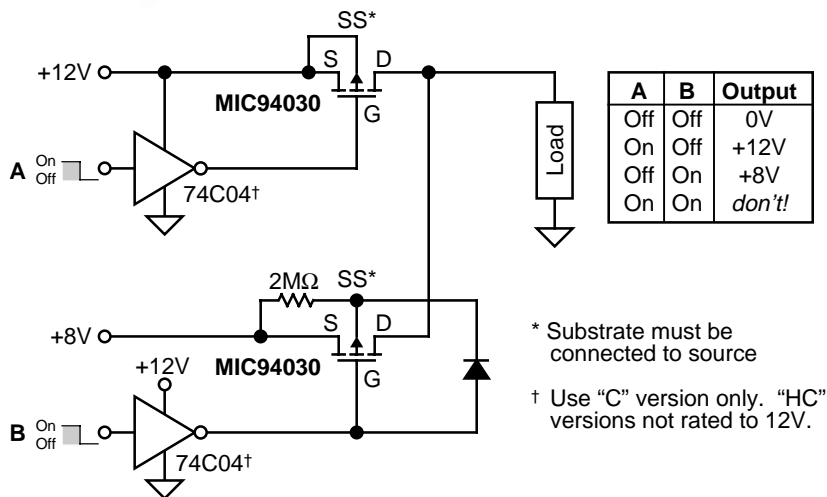 SS*
S D
+12V
MIC94030
G
A On
Off
74C04†
Load
A B Output
Off Off 0V
On Off +12V
Off On +8V
On On don't!
2MΩ SS*
S D
+8V
MIC94030
+12V
G
B On
Off
74C04†
* Substrate must be
connected to source
† Use “C” version only. “HC”
versions not rated to 12V.